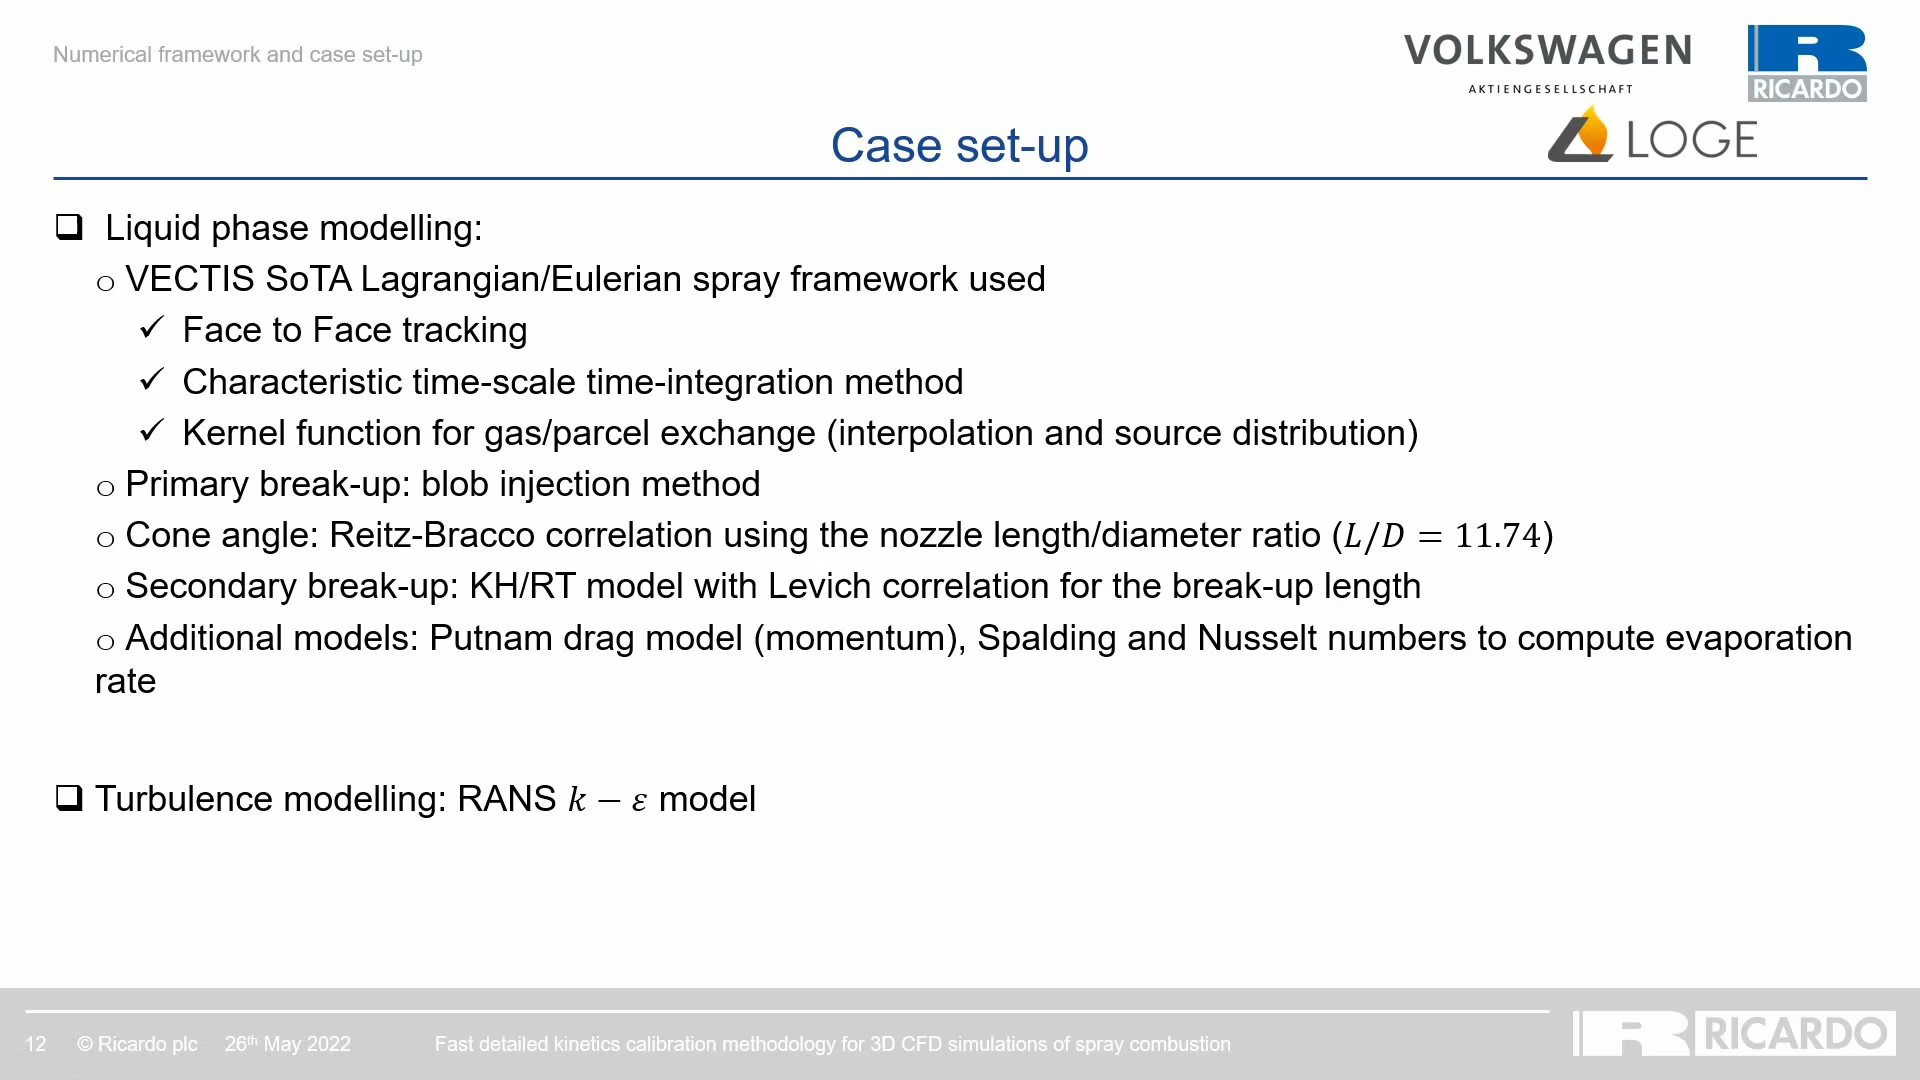 Numerical framework and case set-up
VOLKSWAGEN
AKTIENGESELLSCHAFT
RICARDO
LOGE
Case set-up
❑ Liquid phase modelling:
o VECTIS SoTA Lagrangian/Eulerian spray framework used
✓ Face to Face tracking
✓ Characteristic time-scale time-integration method
✓ Kernel function for gas/parcel exchange (interpolation and source distribution)
o Primary break-up: blob injection method
o Cone angle: Reitz-Bracco correlation using the nozzle length/diameter ratio (L/D = 11.74)
o Secondary break-up: KH/RT model with Levich correlation for the break-up length
o Additional models: Putnam drag model (momentum), Spalding and Nusselt numbers to compute evaporation
rate
❑ Turbulence modelling: RANS k − ε model
12 © Ricardo plc 26th May 2022 Fast detailed kinetics calibration methodology for 3D CFD simulations of spray combustion
RICARDO